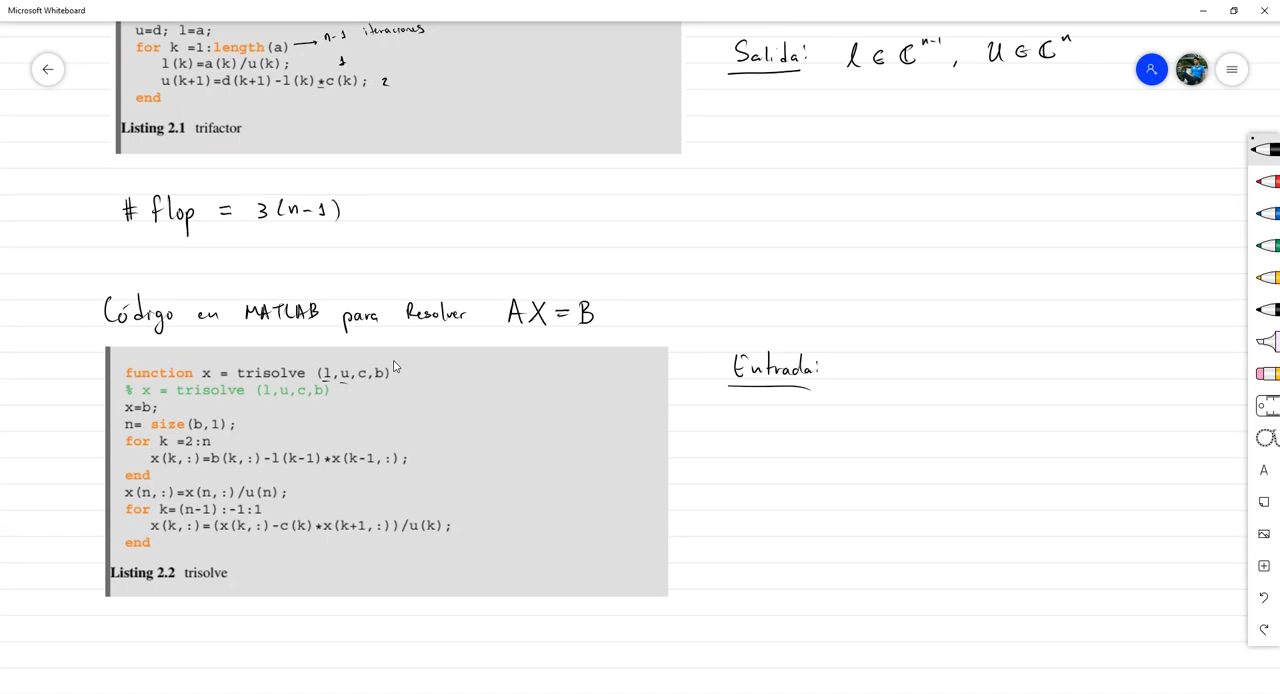 Microsoft Whiteboard
u=d; l=a;
for k =1:length(a) → n-1 iteraciones
l(k)=a(k)/u(k); 1
u(k+1)=d(k+1)-l(k)*c(k); 2
end
Listing 2.1 trifactor
Salida: l ∈ ℂⁿ⁻¹, U ∈ ℂⁿ
# flop = 3(n-1)
Código en MATLAB para Resolver AX = B
function x = trisolve (l,u,c,b)
% x = trisolve (l,u,c,b)
x=b;
n= size(b,1);
for k =2:n
x(k,:)=b(k,:)-l(k-1)*x(k-1,:);
end
x(n,:)=x(n,:)/u(n);
for k=(n-1):-1:1
x(k,:)=(x(k,:)-c(k)*x(k+1,:))/u(k);
end
Listing 2.2 trisolve
Entrada: